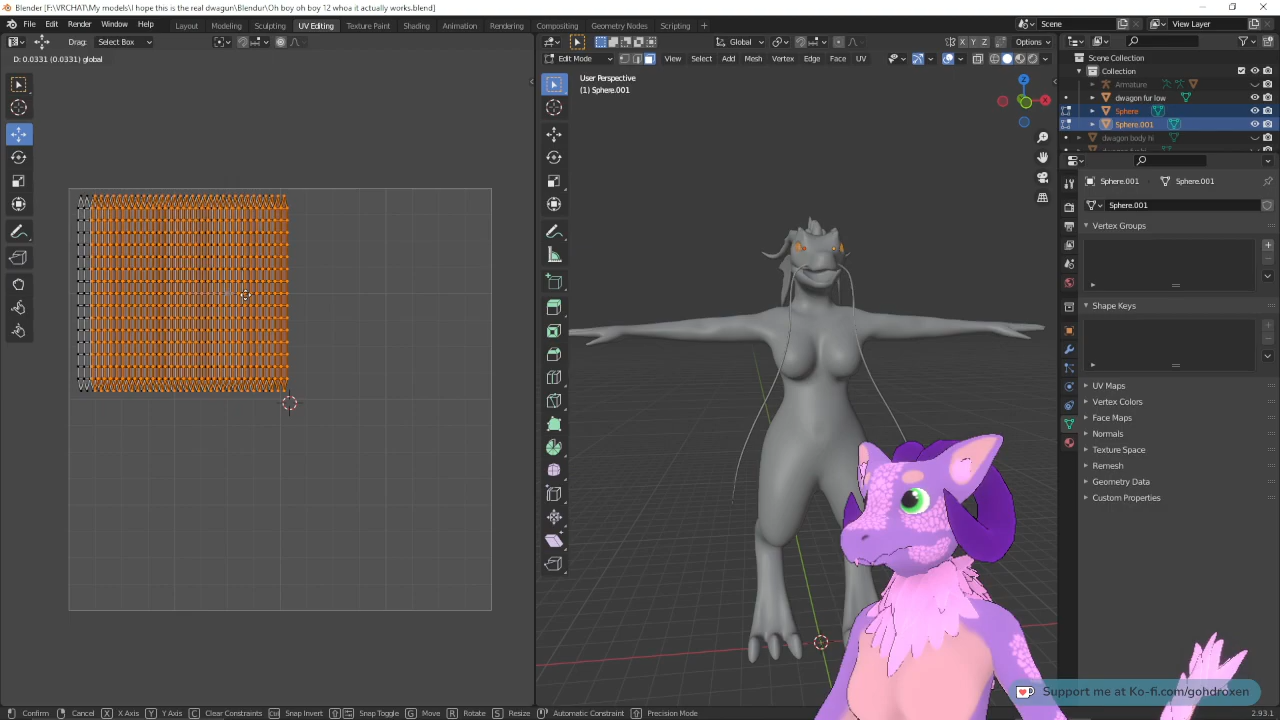 Blender [F:\VRCHAT\My models\I hope this is the real dwagun\Blendur\Oh boy oh boy 12 whoa it actually works.blend]
File Edit Render Window Help Layout Modeling Sculpting UV Editing Texture Paint Shading Animation Rendering Compositing Geometry Nodes Scripting Scene View Layer
Drag: Select Box Global X Y Z Options
D: 0.0331 (0.0331) global
Edit Mode View Select Add Mesh Vertex Edge Face UV
User Perspective
(1) Sphere.001
Z
X
Scene Collection
Collection
Armature
dwagon fur low
Sphere
Sphere.001
dwagon body hi
Sphere.001 Sphere.001
Sphere.001
Vertex Groups
Shape Keys
UV Maps
Vertex Colors
Face Maps
Normals
Texture Space
Remesh
Geometry Data
Custom Properties
Support me at Ko-fi.com/gohdroxen
Confirm Cancel X X Axis Y Y Axis Z C Clear Constraints Snap Invert Snap Toggle G Move R Rotate S Resize Automatic Constraint Precision Mode 2.93.1